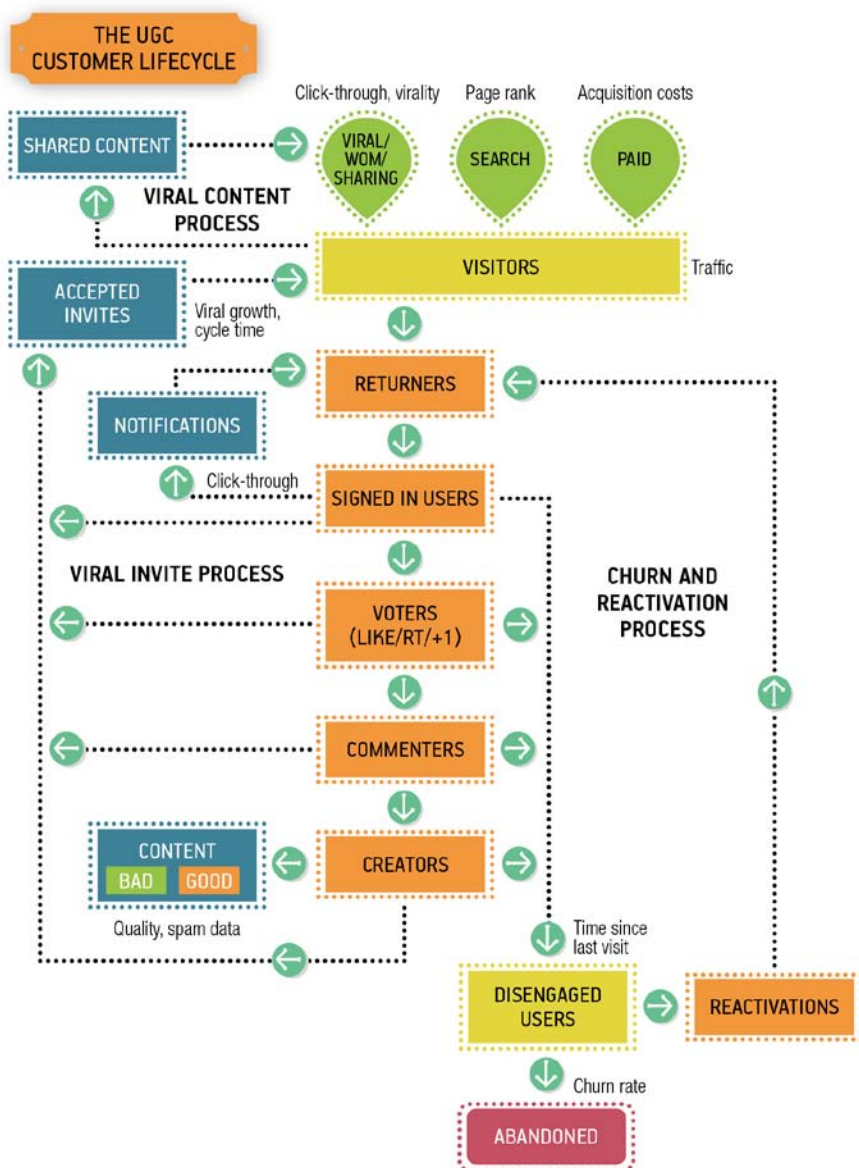 THE UGC
CUSTOMER LIFECYCLE
Click-through, virality
Page rank
Acquisition costs
SHARED CONTENT
VIRAL/
WOM/
SHARING
SEARCH
PAID
VIRAL CONTENT
PROCESS
VISITORS
Traffic
ACCEPTED
INVITES
Viral growth,
cycle time
RETURNERS
NOTIFICATIONS
Click-through
SIGNED IN USERS
VIRAL INVITE PROCESS
CHURN AND
REACTIVATION
PROCESS
VOTERS
(LIKE/RT/+1)
COMMENTERS
CONTENT
BAD GOOD
CREATORS
Quality, spam data
Time since
last visit
DISENGAGED
USERS
REACTIVATIONS
Churn rate
ABANDONED